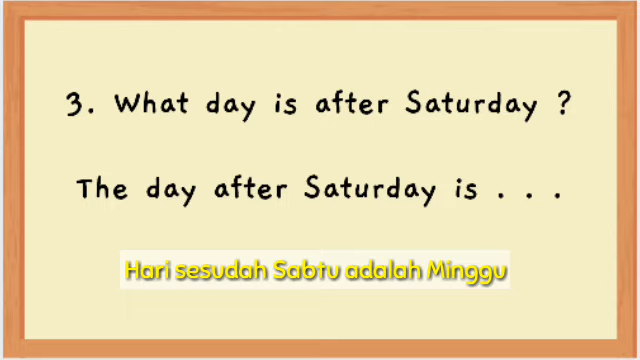 3. What day is after Saturday ?
The day after Saturday is . . .
Hari sesudah Sabtu adalah Minggu